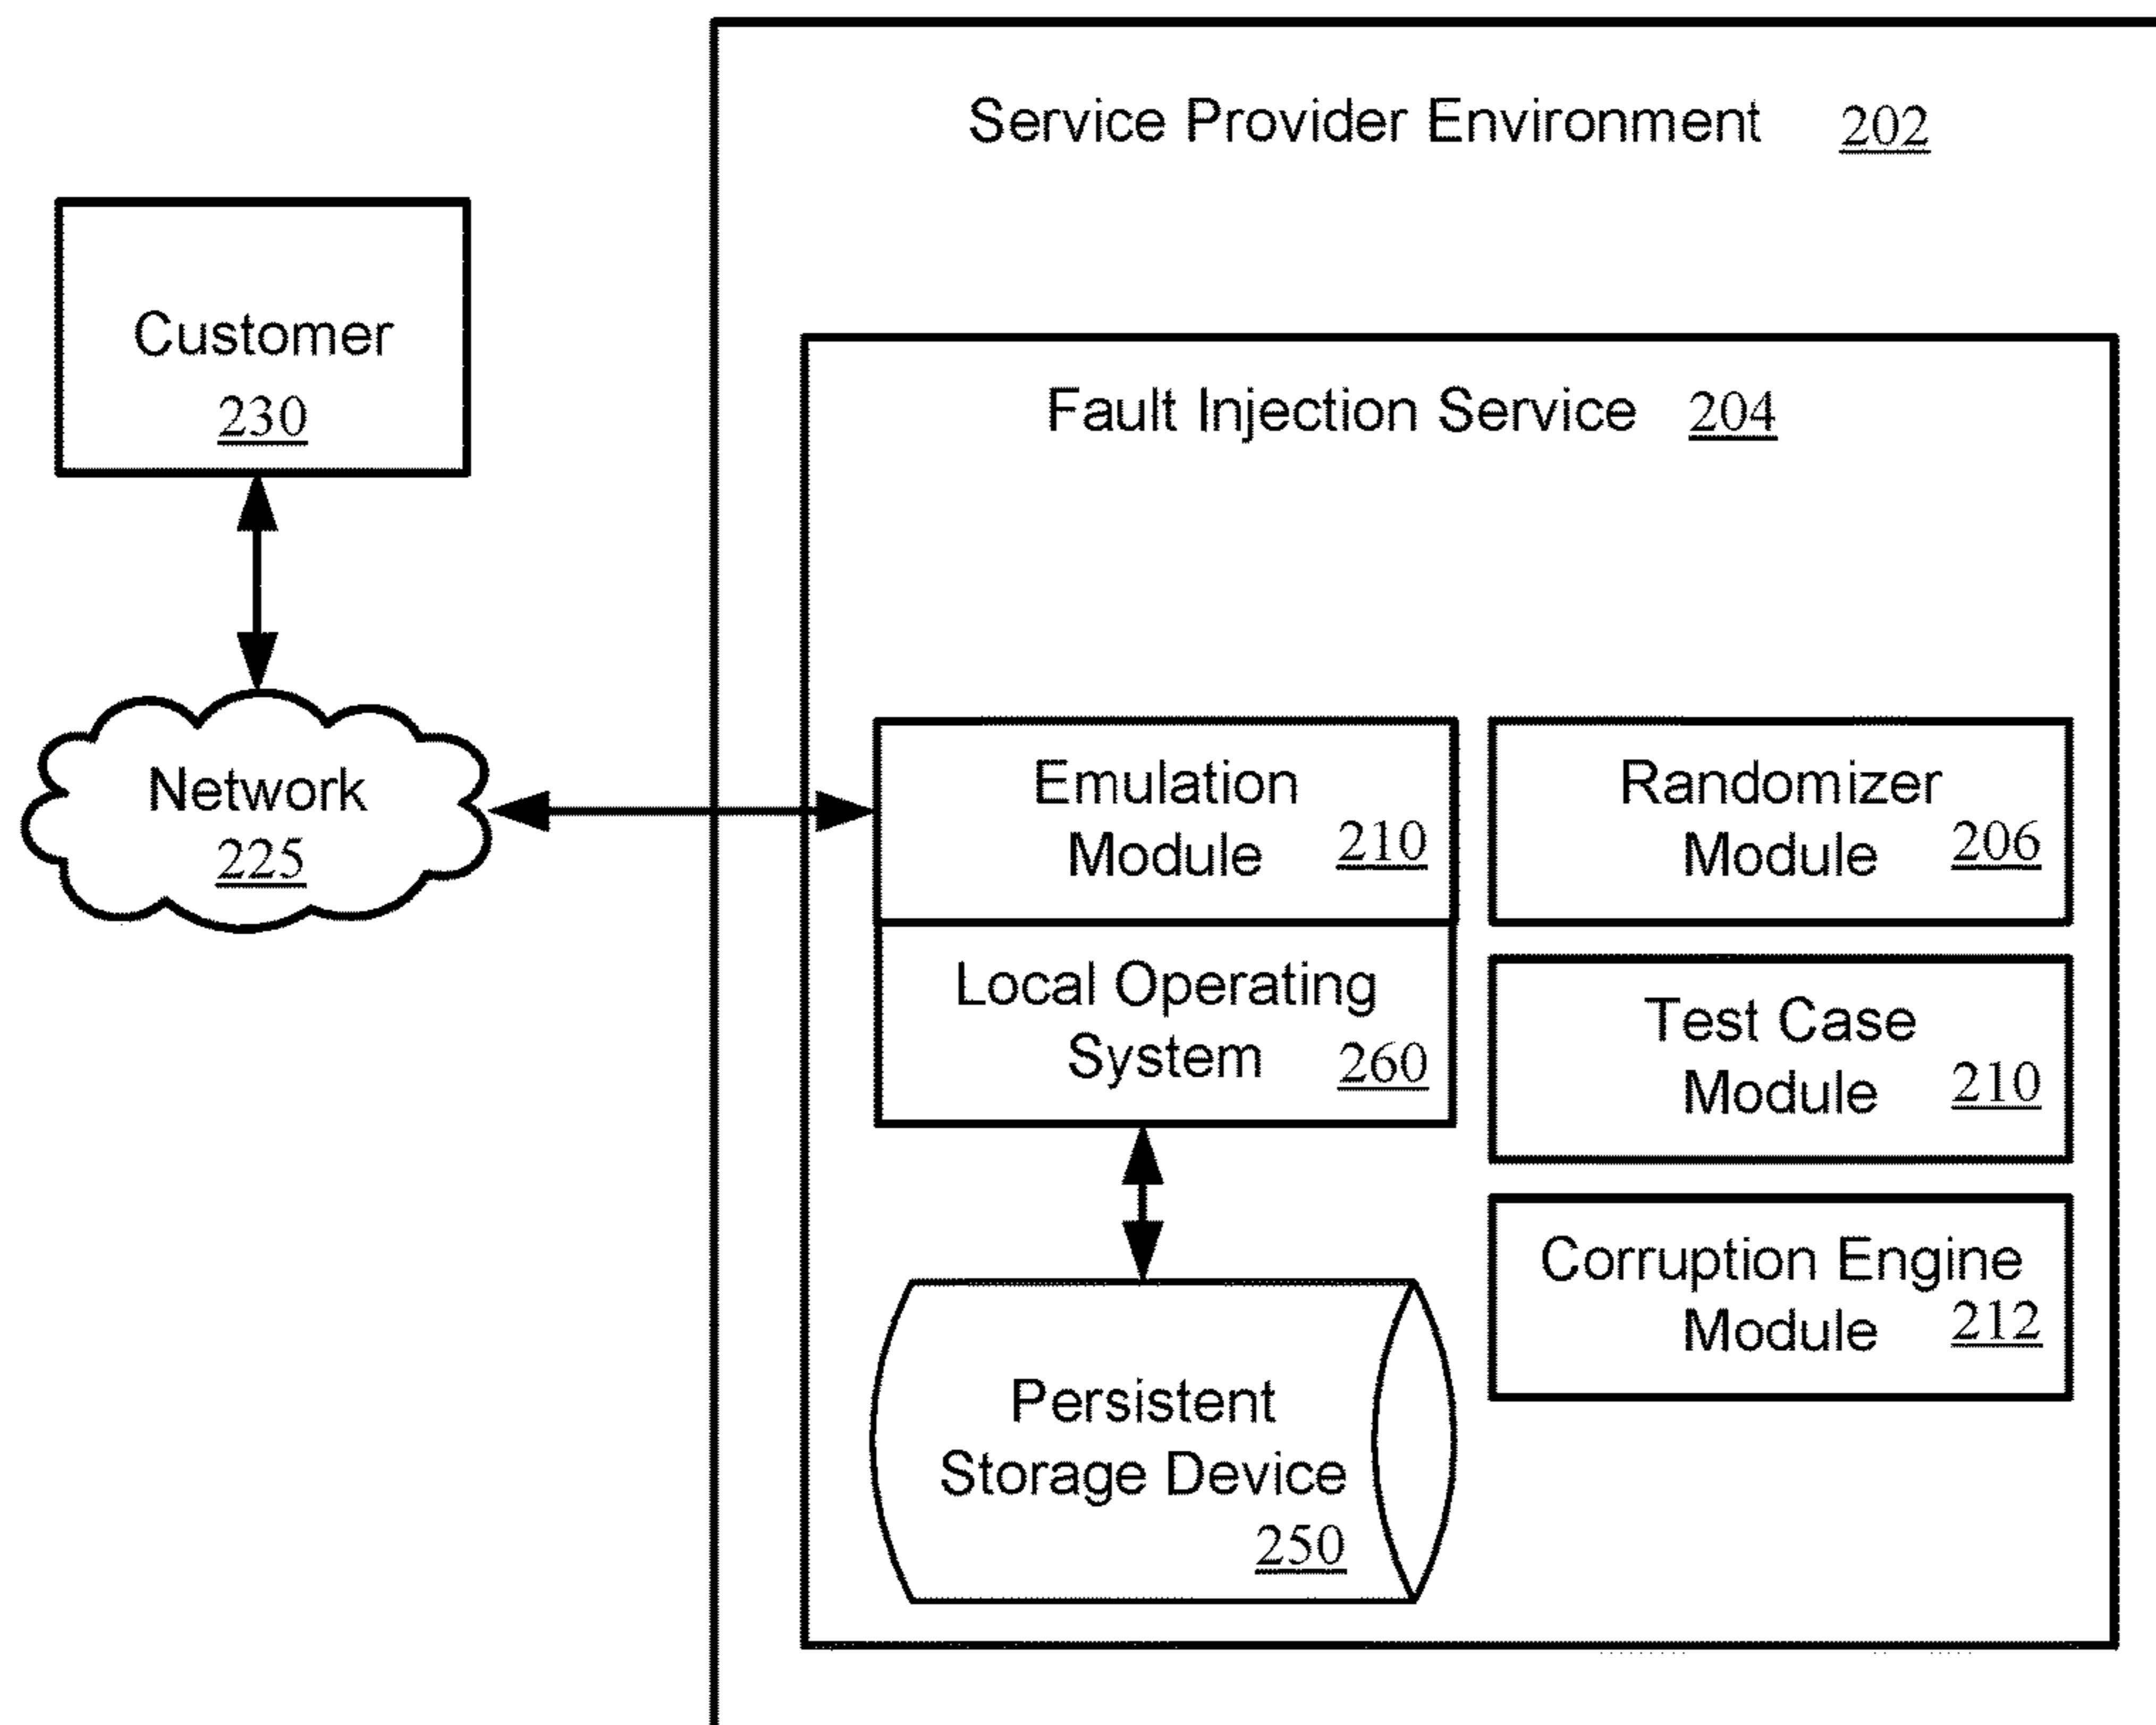 Service Provider Environment 202
Customer
230
Fault Injection Service 204
Network
225
Emulation
Module 210
Randomizer
Module 206
Local Operating
System 260
Test Case
Module 210
Corruption Engine
Module 212
Persistent
Storage Device
250